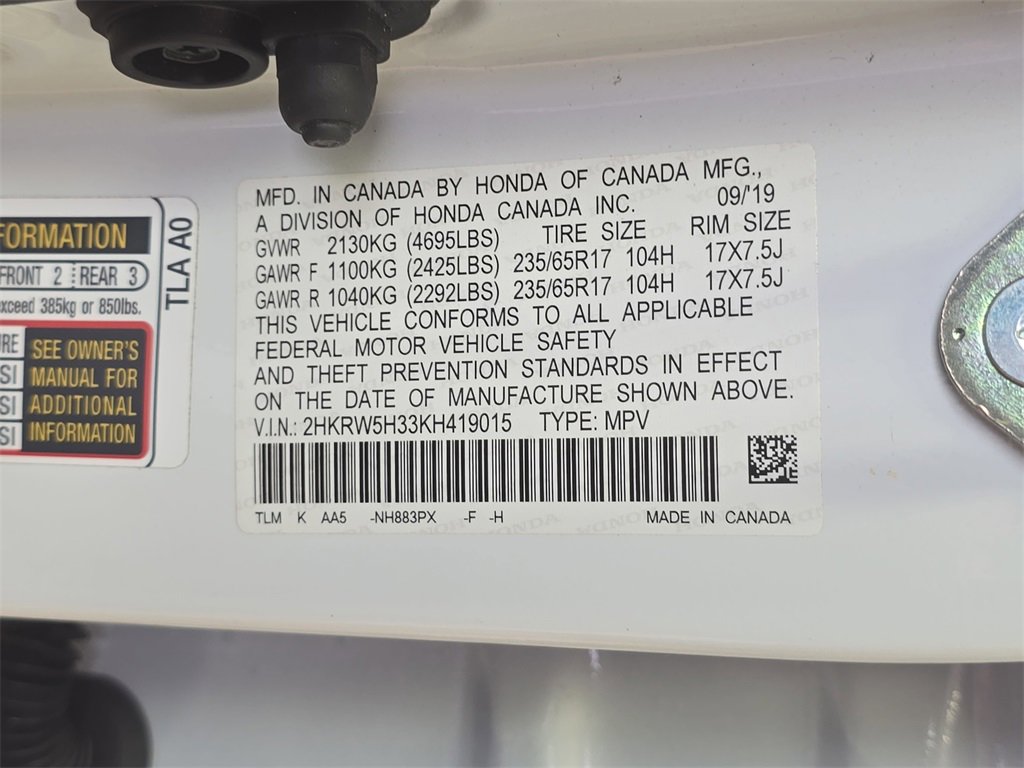 FORMATION
FRONT 2 REAR 3
exceed 385kg or 850lbs.
SEE OWNER'S
MANUAL FOR
ADDITIONAL
INFORMATION
TLA A0
MFD. IN CANADA BY HONDA OF CANADA MFG.,
A DIVISION OF HONDA CANADA INC. 09/'19
GVWR 2130KG (4695LBS) TIRE SIZE RIM SIZE
GAWR F 1100KG (2425LBS) 235/65R17 104H 17X7.5J
GAWR R 1040KG (2292LBS) 235/65R17 104H 17X7.5J
THIS VEHICLE CONFORMS TO ALL APPLICABLE
FEDERAL MOTOR VEHICLE SAFETY
AND THEFT PREVENTION STANDARDS IN EFFECT
ON THE DATE OF MANUFACTURE SHOWN ABOVE.
V.I.N.: 2HKRW5H33KH419015 TYPE: MPV
TLM K AA5 -NH883PX -F -H MADE IN CANADA